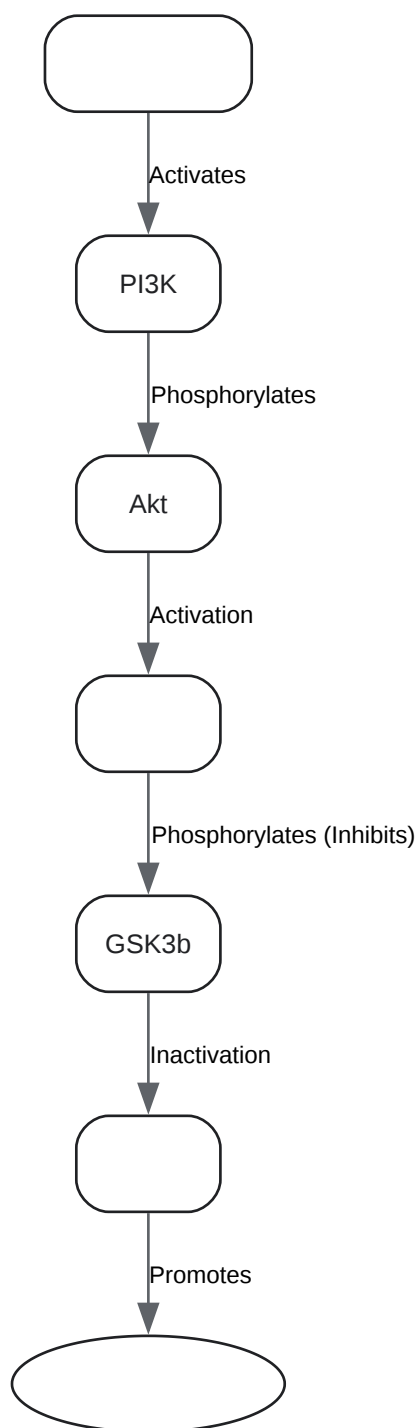 Activates
PI3K
Phosphorylates
Akt
Activation
Phosphorylates (Inhibits)
GSK3b
Inactivation
Promotes